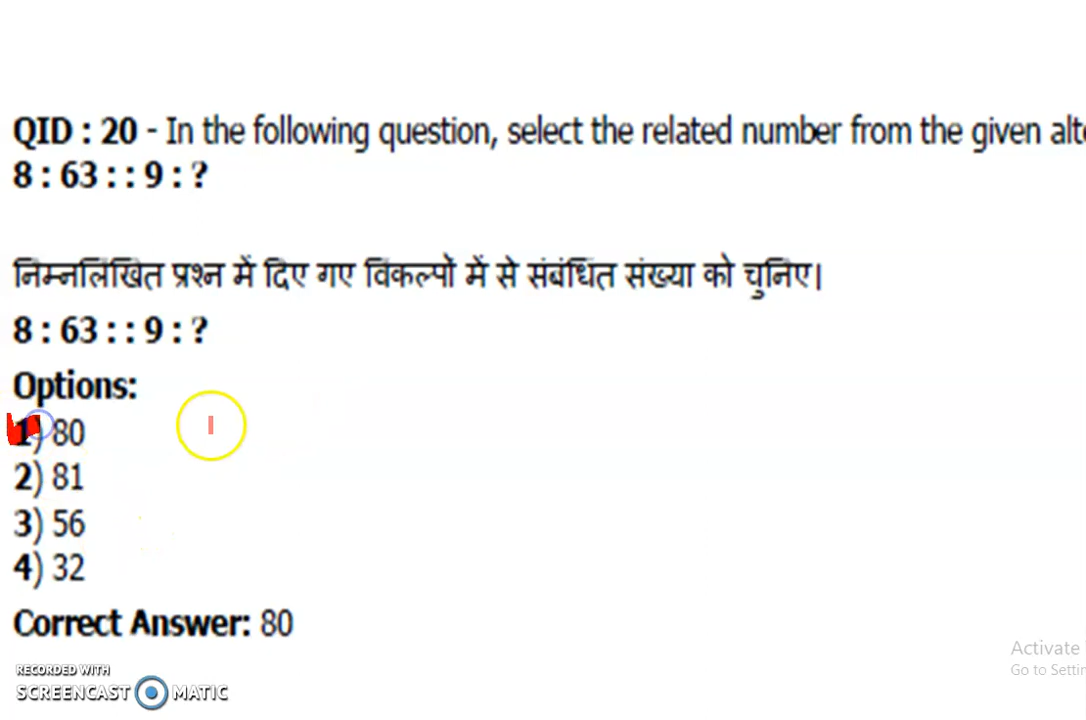 QID : 20 - In the following question, select the related number from the given alte
8 : 63 : : 9 : ?
निम्नलिखित प्रश्न में दिए गए विकल्पों में से संबंधित संख्या को चुनिए।
8 : 63 : : 9 : ?
Options:
1) 80
2) 81
3) 56
4) 32
Correct Answer: 80
Activate
Go to Settin
RECORDED WITH
SCREENCAST MATIC